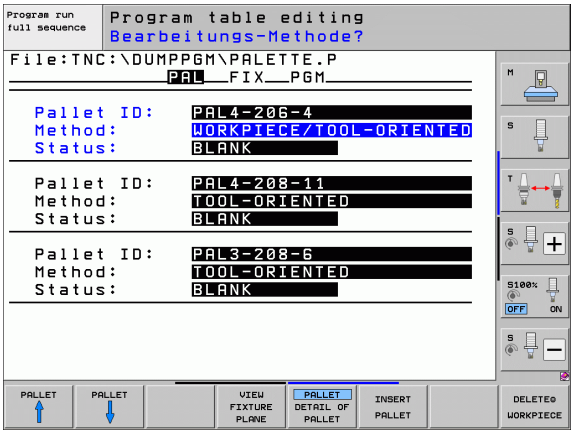 Program run
full sequence
Program table editing
Bearbeitungs-Methode?
File:TNC:\DUMPPGM\PALETTE.P
PAL FIX PGM
Pallet ID: PAL4-206-4
Method: WORKPIECE/TOOL-ORIENTED
Status: BLANK
Pallet ID: PAL4-208-11
Method: TOOL-ORIENTED
Status: BLANK
Pallet ID: PAL3-208-6
Method: TOOL-ORIENTED
Status: BLANK
M
S
T
S
+
S100%
OFF ON
S
-
PALLET
PALLET
VIEW
FIXTURE
PLANE
PALLET
DETAIL OF
PALLET
INSERT
PALLET
DELETE
WORKPIECE